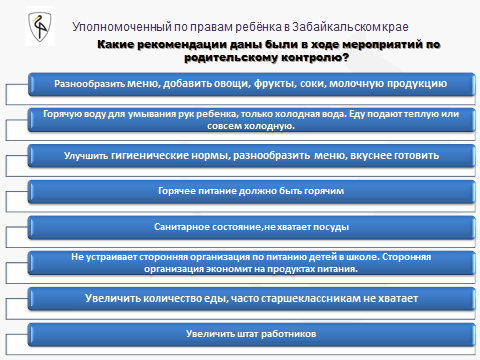 Уполномоченный по правам ребёнка в Забайкальском крае
Какие рекомендации даны были в ходе мероприятий по
родительскому контролю?
Разнообразить меню, добавить овощи, фрукты, соки, молочную продукцию
Горячую воду для умывания рук ребенка, только холодная вода. Еду подают теплую или
совсем холодную.
Улучшить гигиенические нормы, разнообразить меню, вкуснее готовить
Горячее питание должно быть горячим
Санитарное состояние,не хватает посуды
Не устраивает сторонняя организация по питанию детей в школе. Сторонняя
организация экономит на продуктах питания.
Увеличить количество еды, часто старшеклассникам не хватает
Увеличить штат работников